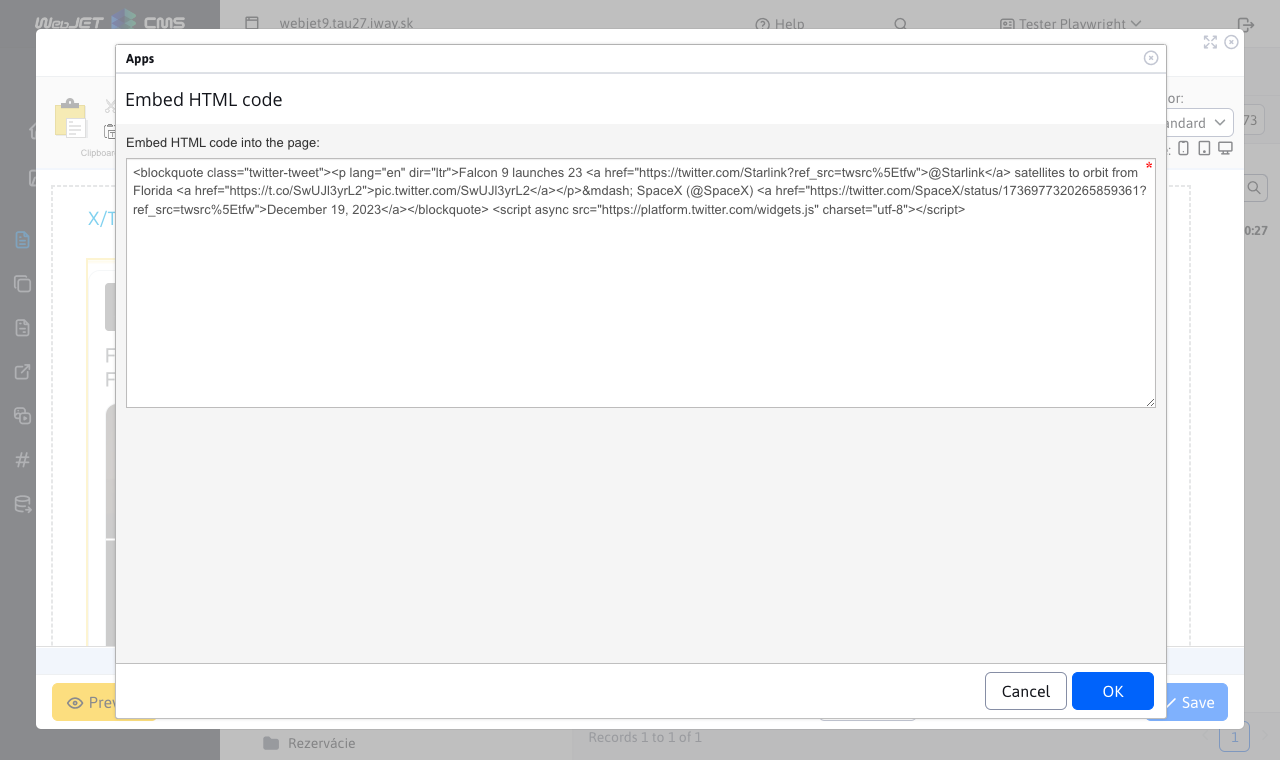 WebJET CMS
webjet9.tau27.iway.sk
Help
Tester Playwright
Apps
Embed HTML code
Embed HTML code into the page:
<blockquote class="twitter-tweet"><p lang="en" dir="ltr">Falcon 9 launches 23 <a href="https://twitter.com/Starlink?ref_src=twsrc%5Etfw">@Starlink</a> satellites to orbit from
Florida <a href="https://t.co/SwUJl3yrL2">pic.twitter.com/SwUJl3yrL2</a></p>&mdash; SpaceX (@SpaceX) <a href="https://twitter.com/SpaceX/status/1736977320265859361?
ref_src=twsrc%5Etfw">December 19, 2023</a></blockquote> <script async src="https://platform.twitter.com/widgets.js" charset="utf-8"></script>
*
or:
ndard
73
Clipboar
X/T
0:27
F
F
Cancel
OK
Prev
Save
Rezervácie
Records 1 to 1 of 1
1